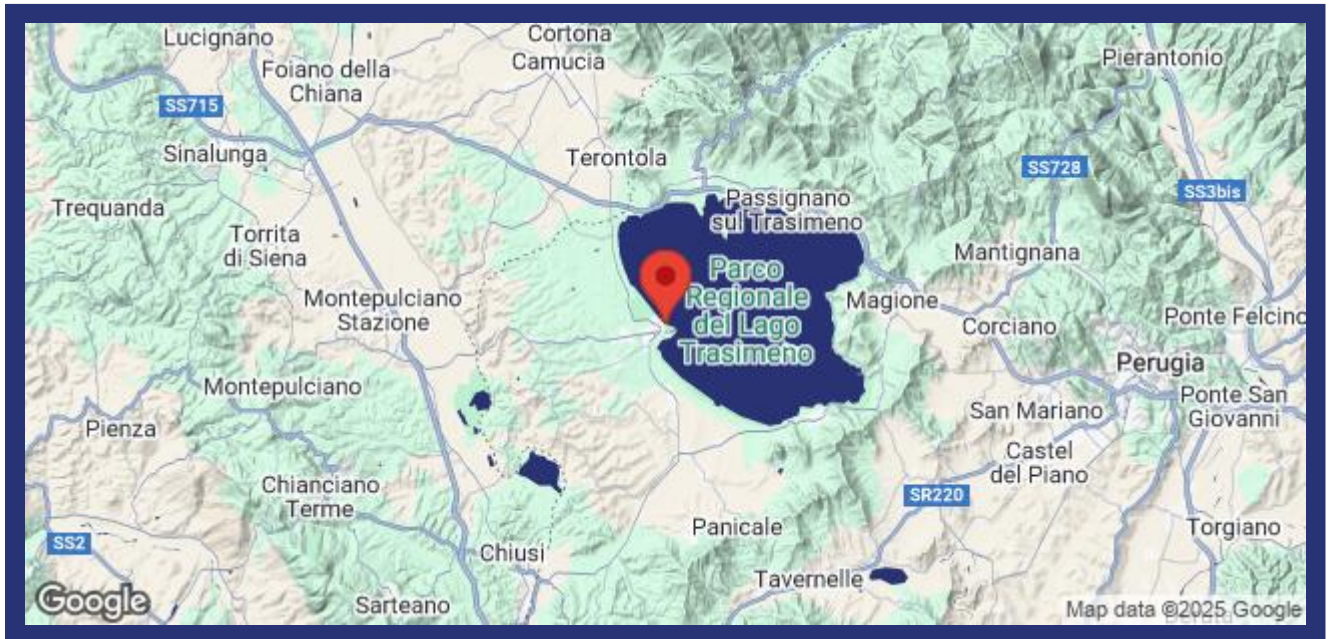 Lucignano
Cortona
Camucia
Pierantonio
Foiano della
Chiana
SS715
Sinalunga
Terontola
SS728
SS3bis
Trequanda
Passignano
sul Trasimeno
Torrita
di Siena
Mantignana
Parco
Regionale
del Lago
Trasimeno
Montepulciano
Stazione
Magione
Corciano
Ponte Felcino
Perugia
Montepulciano
Ponte San
Giovanni
San Mariano
Pienza
Castel
del Piano
Chianciano
Terme
SR220
Panicale
Torgiano
SS2
Chiusi
Tavernelle
Sarteano
Google
Map data ©2025 Google